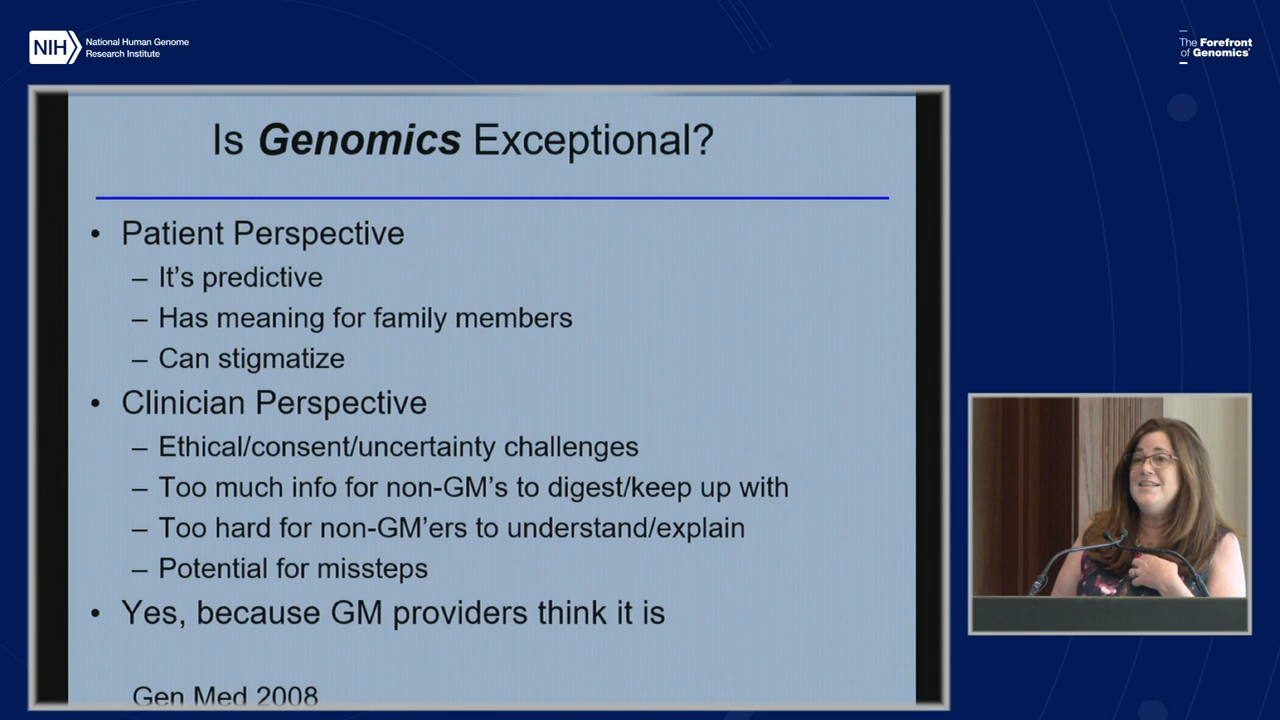 NIH
National Human Genome
Research Institute
The Forefront
of Genomics
Is Genomics Exceptional?
• Patient Perspective
– It's predictive
– Has meaning for family members
– Can stigmatize
• Clinician Perspective
– Ethical/consent/uncertainty challenges
– Too much info for non-GM's to digest/keep up with
– Too hard for non-GM'ers to understand/explain
– Potential for missteps
• Yes, because GM providers think it is
Gen Med 2008